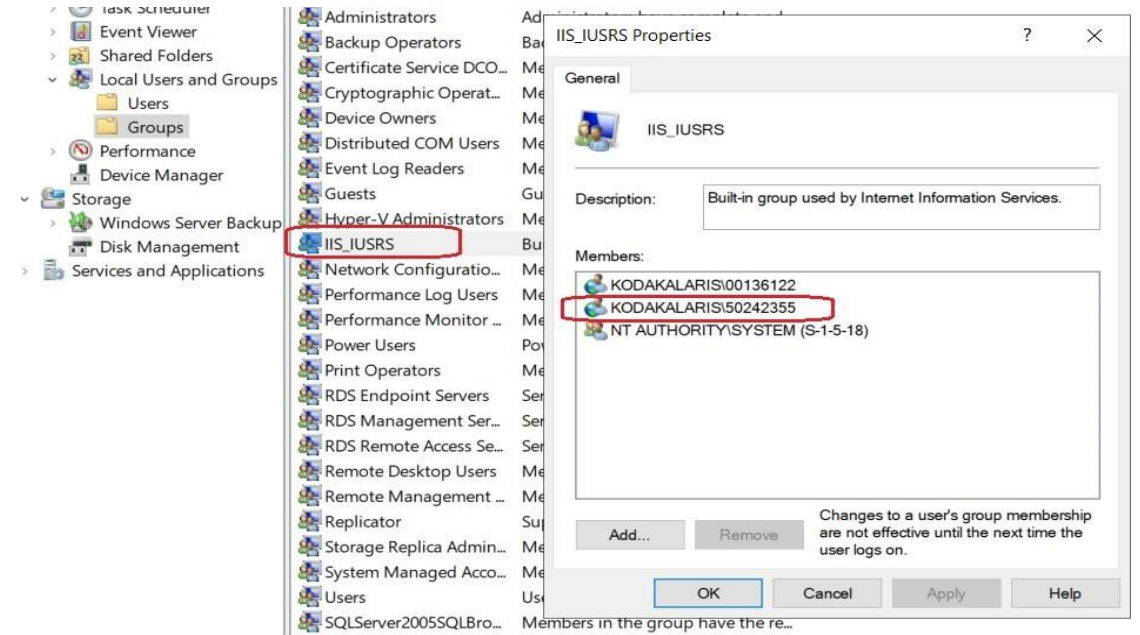 Task Scheduler
Event Viewer
Shared Folders
Local Users and Groups
Users
Groups
Performance
Device Manager
Storage
Windows Server Backup
Disk Management
Services and Applications
Administrators
Backup Operators Ba
Certificate Service DCO... Me
Cryptographic Operat... Me
Device Owners Me
Distributed COM Users Me
Event Log Readers Me
Guests Gu
Hyper-V Administrators Me
IIS_IUSRS Bu
Network Configuratio... Me
Performance Log Users Me
Performance Monitor ... Me
Power Users Po
Print Operators Me
RDS Endpoint Servers Ser
RDS Management Ser... Ser
RDS Remote Access Se... Ser
Remote Desktop Users Me
Remote Management ... Me
Replicator Su
Storage Replica Admin... Me
System Managed Acco... Me
Users Use
SQLServer2005SQLBro... Members in the group have the re...
IIS_IUSRS Properties ?
General
IIS_IUSRS
Description: Built-in group used by Internet Information Services.
Members:
KODAKALARIS\00136122
KODAKALARIS\50242355
NT AUTHORITY\SYSTEM (S-1-5-18)
Add... Remove
Changes to a user's group membership
are not effective until the next time the
user logs on.
OK Cancel Apply Help